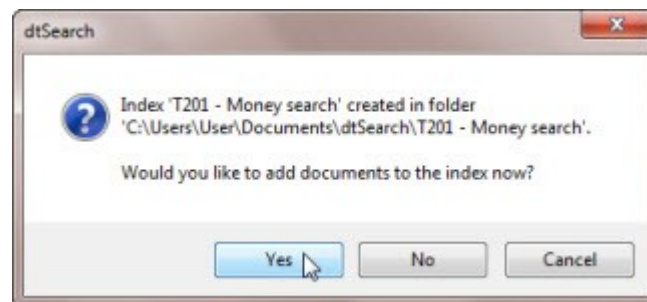 dtSearch
Index 'T201 - Money search' created in folder
'C:\Users\User\Documents\dtSearch\T201 - Money search'.
Would you like to add documents to the index now?
Yes
No
Cancel